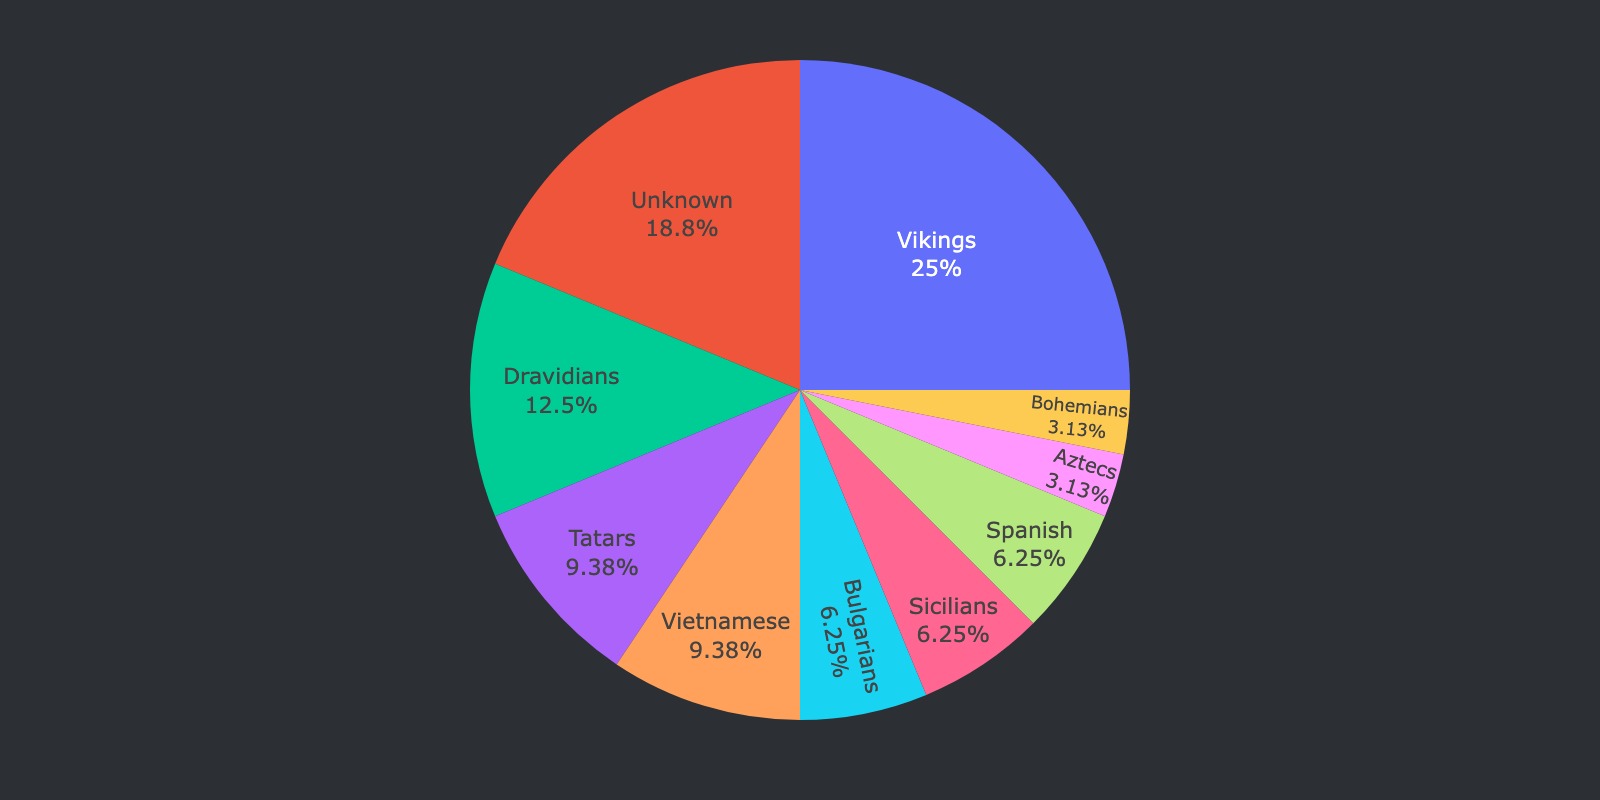 Unknown
18.8%
Vikings
25%
Dravidians
12.5%
Bohemians
3.13%
Aztecs
3.13%
Tatars
9.38%
Spanish
6.25%
Vietnamese
9.38%
Bulgarians
6.25%
Sicilians
6.25%